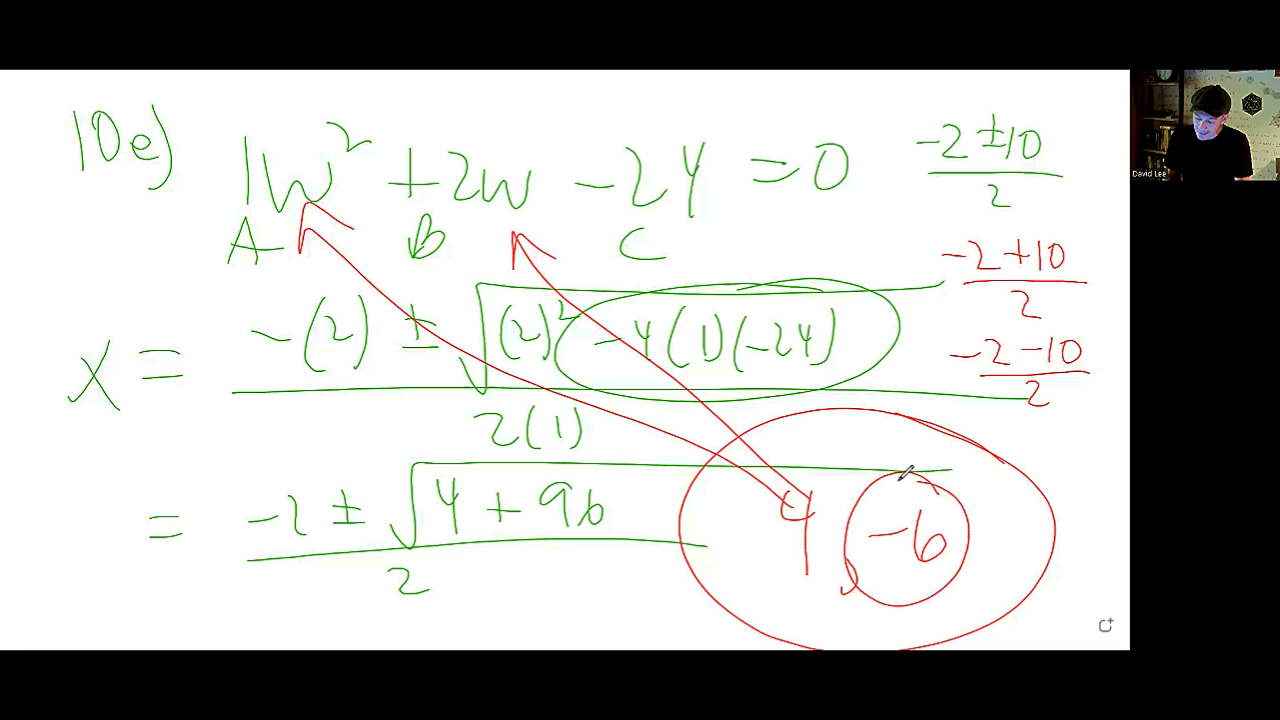 10e) 1w² + 2w - 24 = 0
A B C
x = -(2) ± √(2)² - 4(1)(-24)
2(1)
= -2 ± √4 + 96
2
-2 ± 10
2
-2 + 10
2
-2 - 10
2
4, -6
David Lee